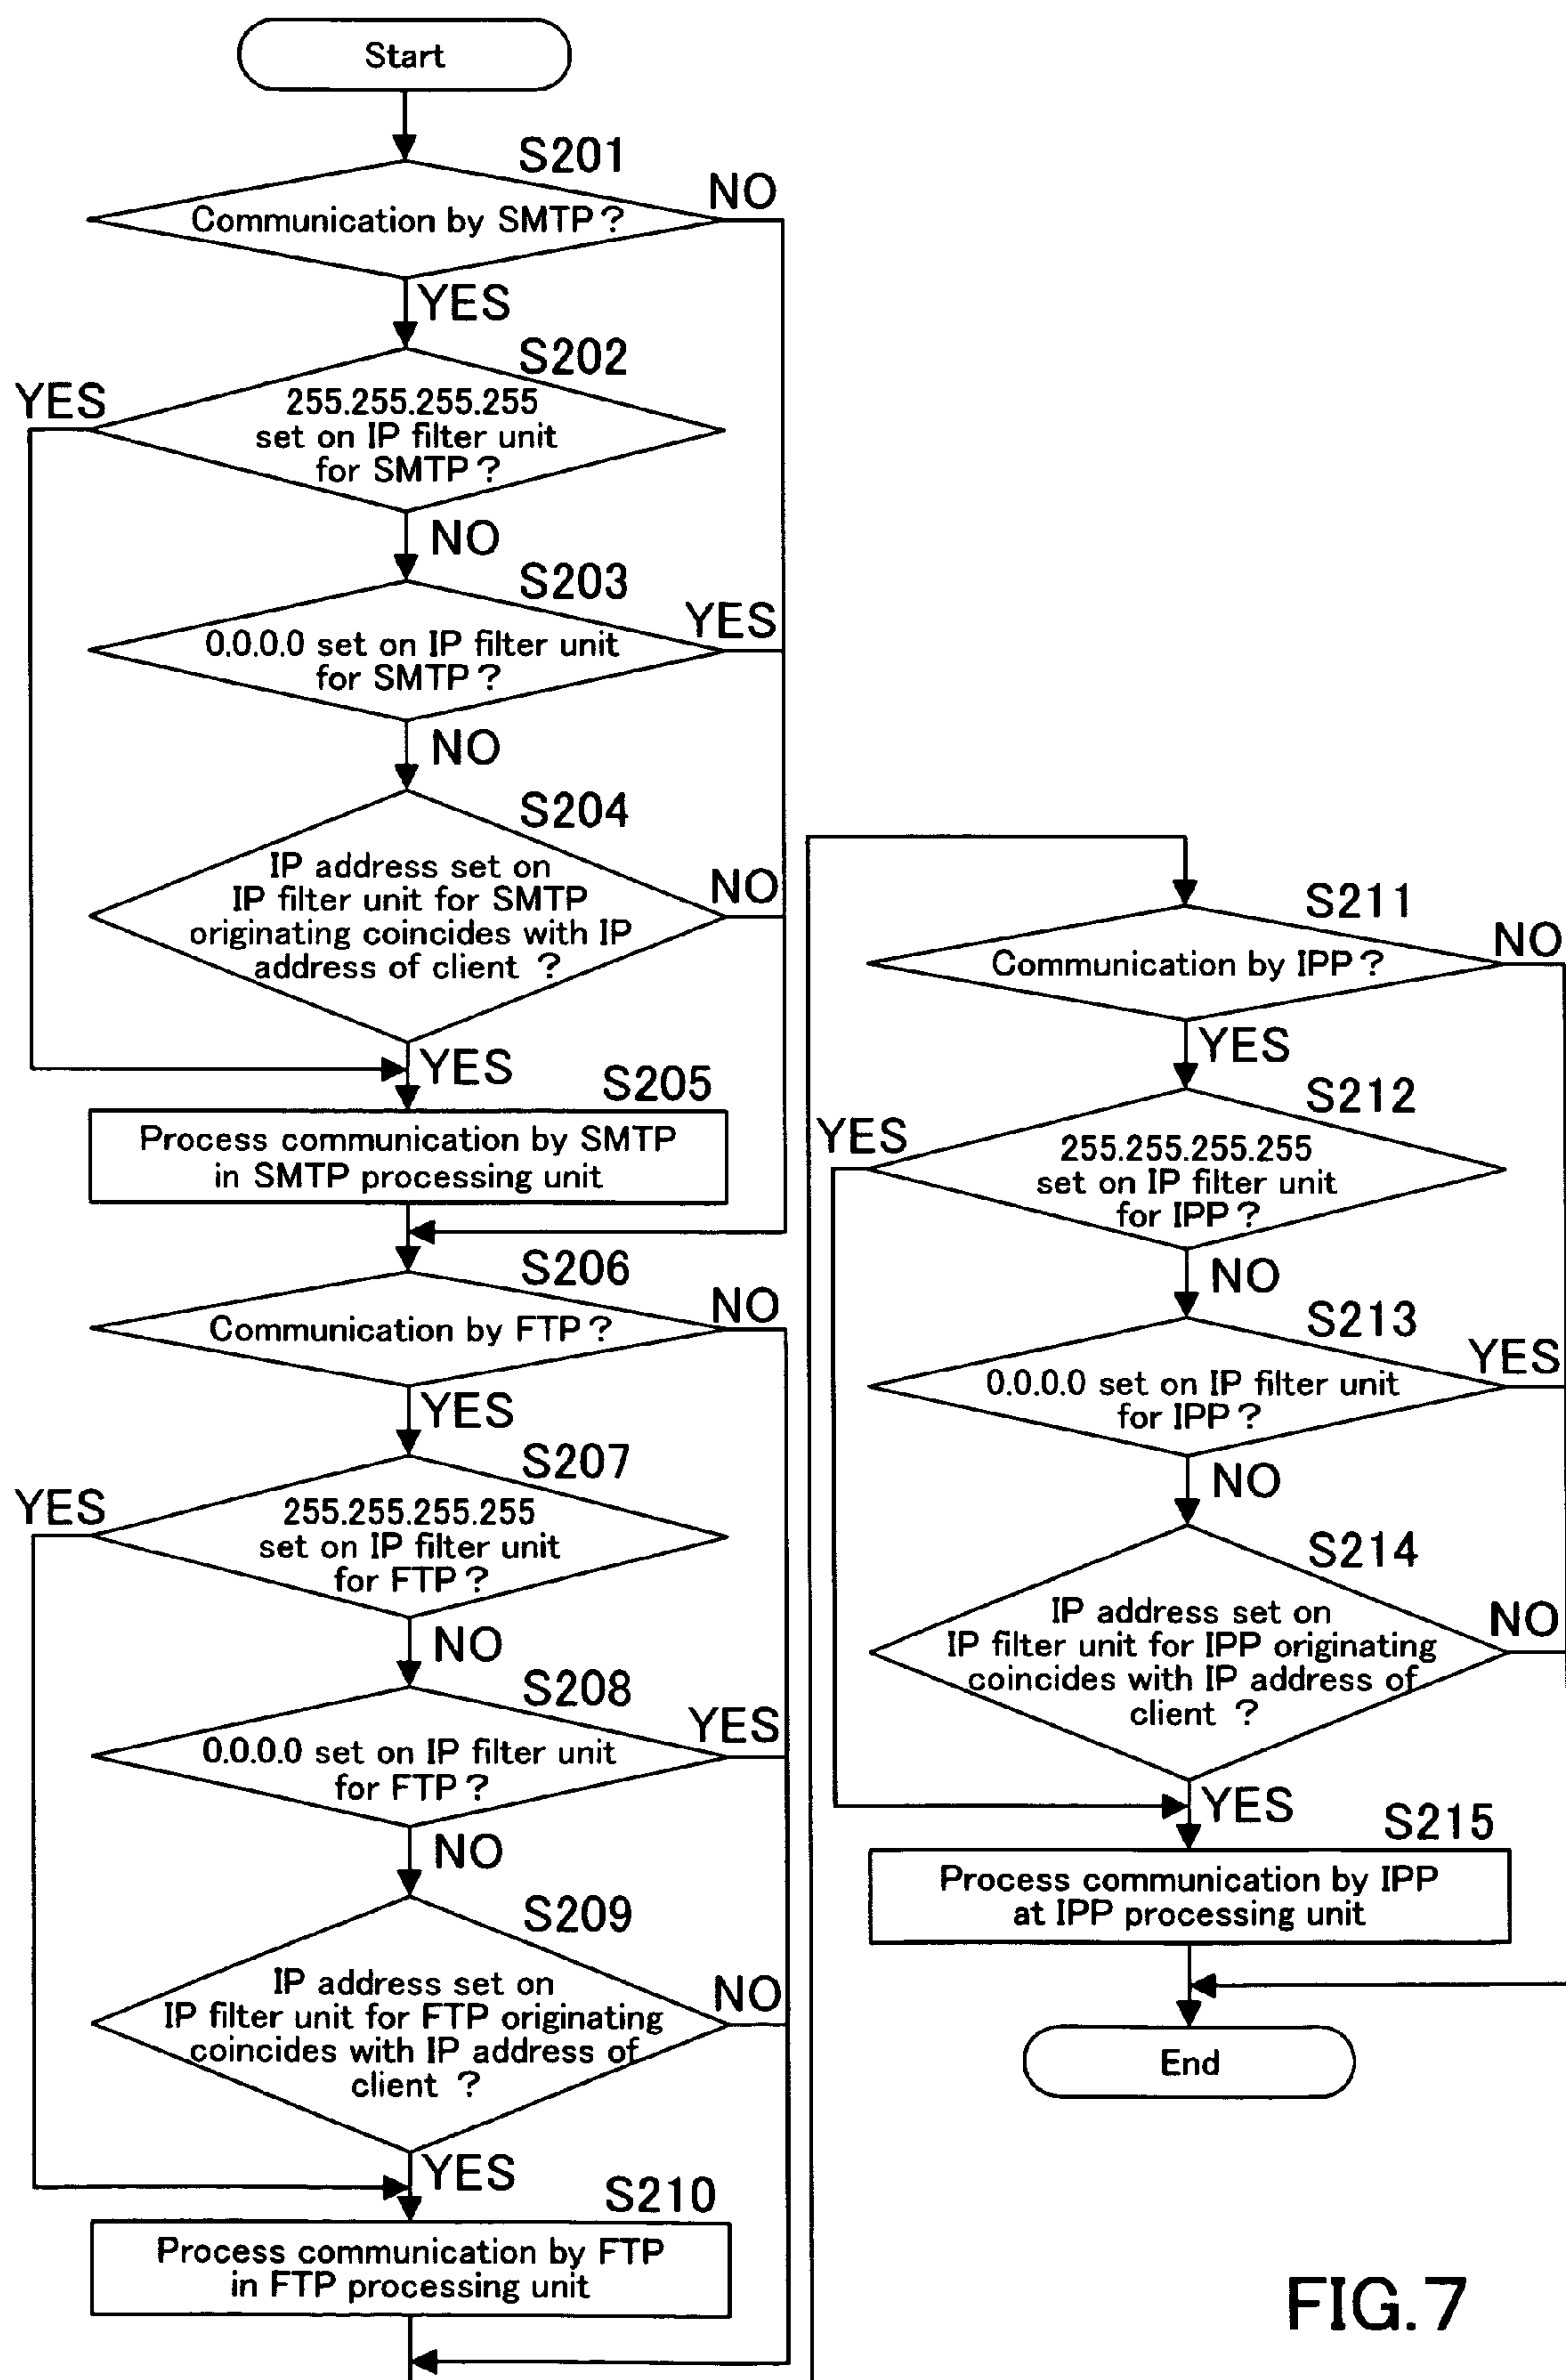 Start
S201
Communication by SMTP?
NO
YES
S202
YES
255.255.255.255
set on IP filter unit
for SMTP?
NO
S203
0.0.0.0 set on IP filter unit
for SMTP?
YES
NO
S204
IP address set on
IP filter unit for SMTP
originating coincides with IP
address of client ?
NO
YES
S205
Process communication by SMTP
in SMTP processing unit
S206
Communication by FTP?
NO
YES
S207
YES
255.255.255.255
set on IP filter unit
for FTP?
NO
S208
0.0.0.0 set on IP filter unit
for FTP?
YES
NO
S209
IP address set on
IP filter unit for FTP originating
coincides with IP address of
client ?
NO
YES
S210
Process communication by FTP
in FTP processing unit
S211
Communication by IPP?
NO
YES
S212
YES
255.255.255.255
set on IP filter unit
for IPP?
NO
S213
0.0.0.0 set on IP filter unit
for IPP?
YES
NO
S214
IP address set on
IP filter unit for IPP originating
coincides with IP address of
client ?
NO
YES
S215
Process communication by IPP
at IPP processing unit
End
FIG.7